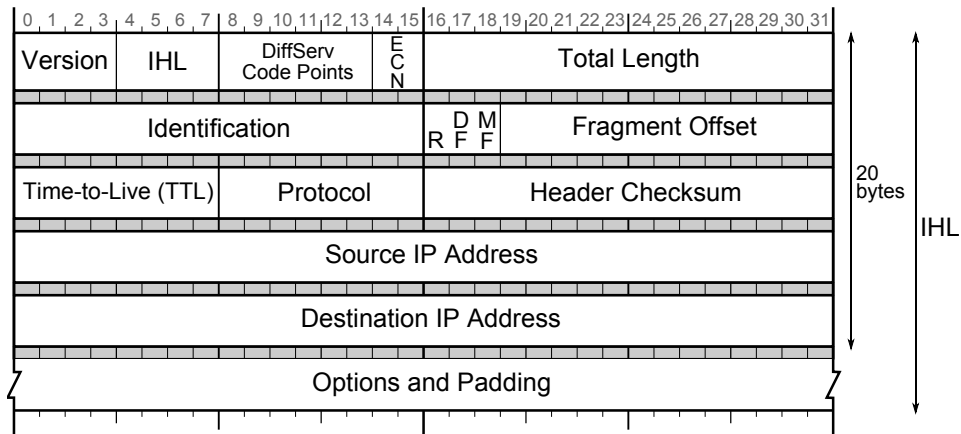 0 1 2 3 4 5 6 7 8 9 10 11 12 13 14 15 16 17 18 19 20 21 22 23 24 25 26 27 28 29 30 31
Version IHL DiffServ Code Points ECN Total Length
Identification R DF MF Fragment Offset
Time-to-Live (TTL) Protocol Header Checksum
20 bytes
Source IP Address
IHL
Destination IP Address
Options and Padding